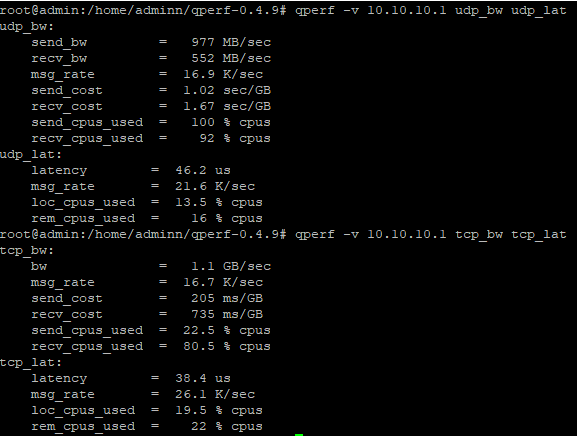 root@admin:/home/adminn/qperf-0.4.9# qperf -v 10.10.10.1 udp_bw udp_lat
udp_bw:
    send_bw         =   977 MB/sec
    recv_bw         =   552 MB/sec
    msg_rate        =  16.9 K/sec
    send_cost       =  1.02 sec/GB
    recv_cost       =  1.67 sec/GB
    send_cpus_used  =   100 % cpus
    recv_cpus_used  =    92 % cpus
udp_lat:
    latency        =  46.2 us
    msg_rate       =  21.6 K/sec
    loc_cpus_used  =  13.5 % cpus
    rem_cpus_used  =    16 % cpus
root@admin:/home/adminn/qperf-0.4.9# qperf -v 10.10.10.1 tcp_bw tcp_lat
tcp_bw:
    bw              =   1.1 GB/sec
    msg_rate        =  16.7 K/sec
    send_cost       =   205 ms/GB
    recv_cost       =   735 ms/GB
    send_cpus_used  =  22.5 % cpus
    recv_cpus_used  =  80.5 % cpus
tcp_lat:
    latency        =  38.4 us
    msg_rate       =  26.1 K/sec
    loc_cpus_used  =  19.5 % cpus
    rem_cpus_used  =    22 % cpus